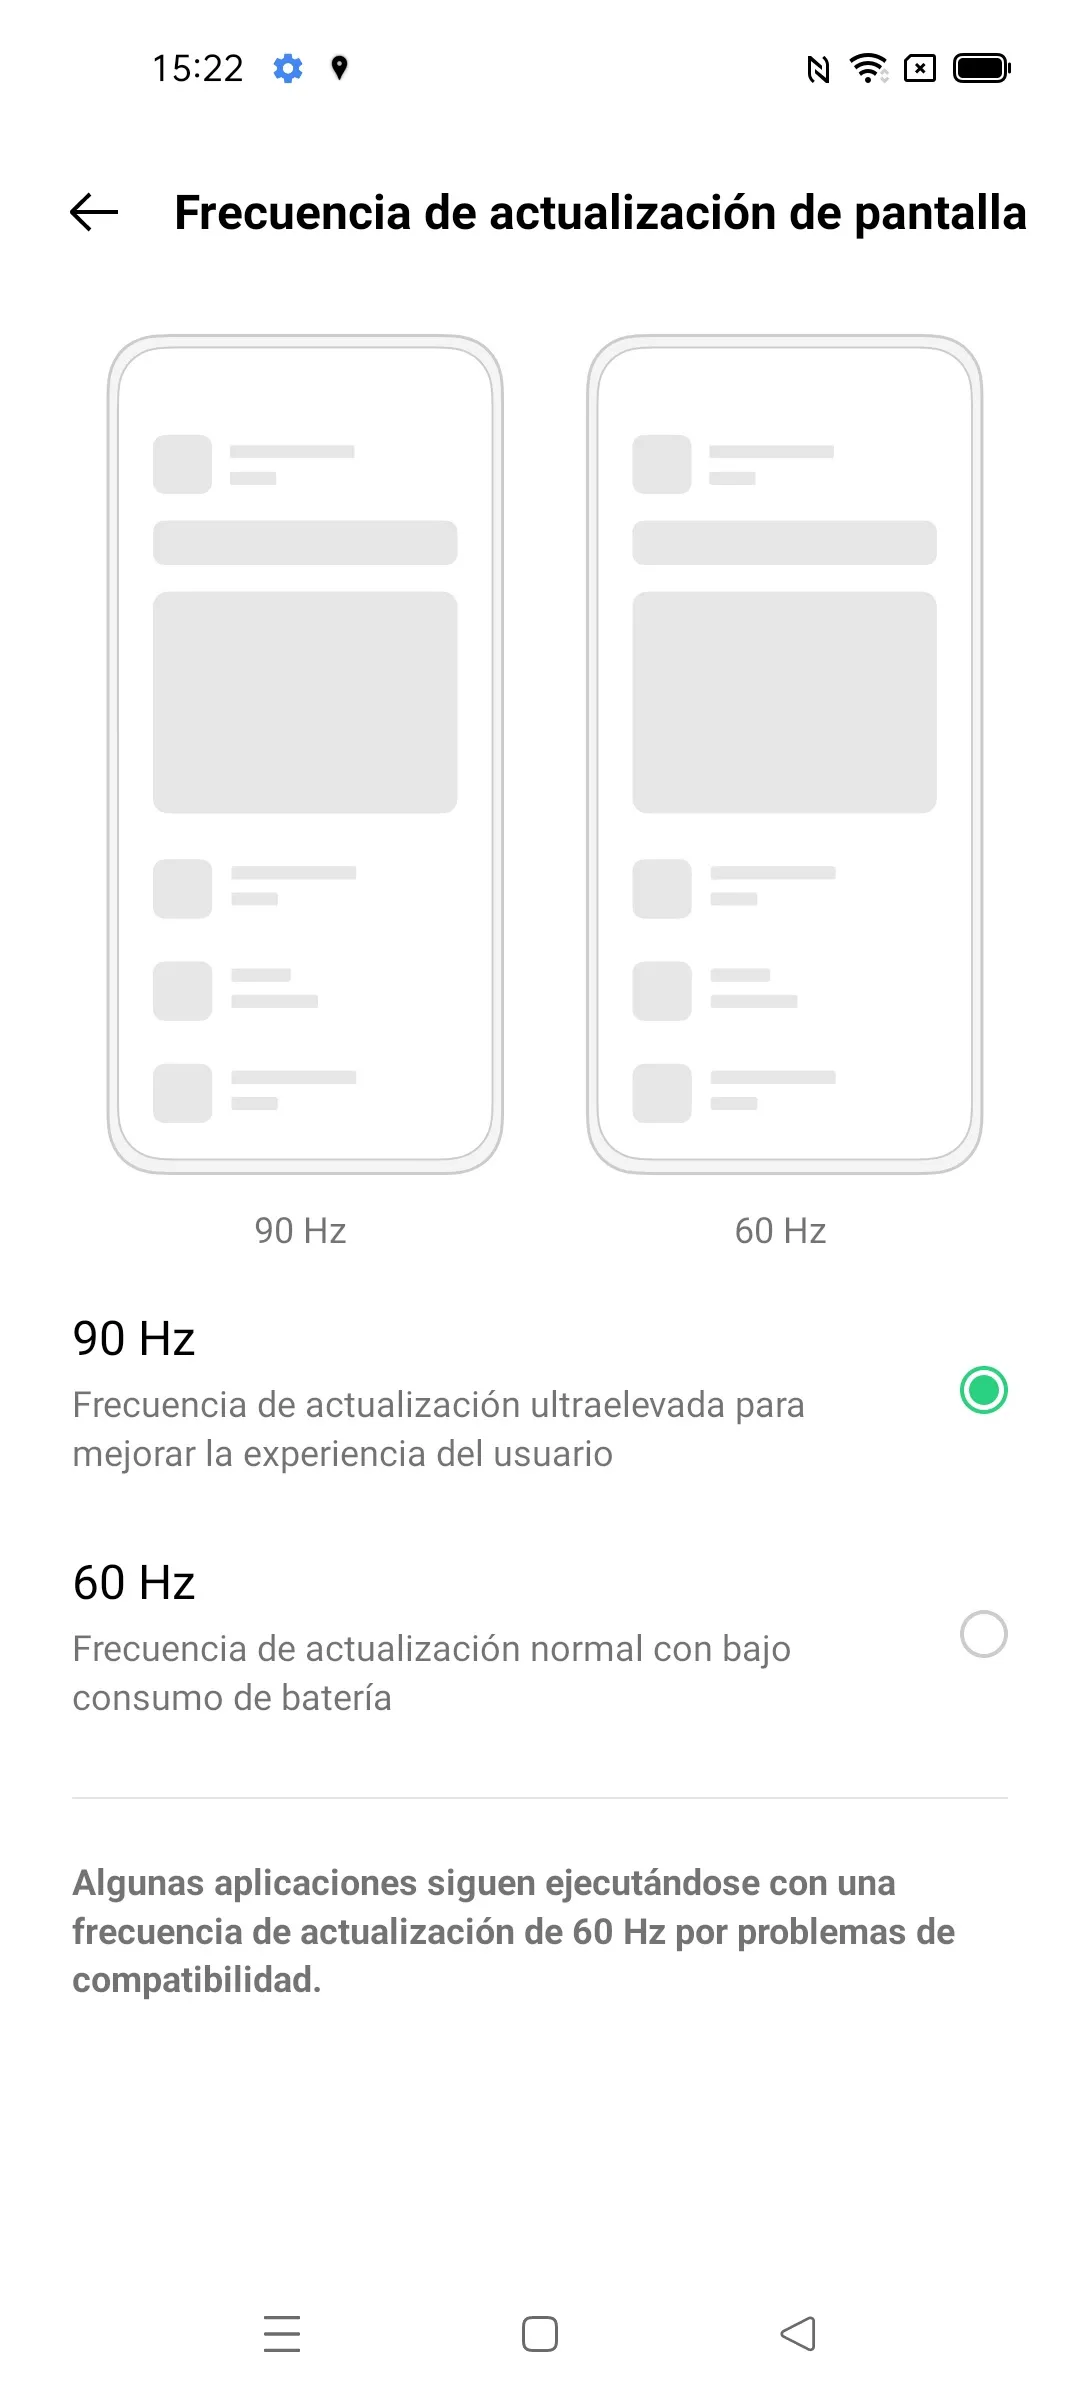 15:22
Frecuencia de actualización de pantalla
90 Hz
60 Hz
90 Hz
Frecuencia de actualización ultraelevada para
mejorar la experiencia del usuario
60 Hz
Frecuencia de actualización normal con bajo
consumo de batería
Algunas aplicaciones siguen ejecutándose con una
frecuencia de actualización de 60 Hz por problemas de
compatibilidad.